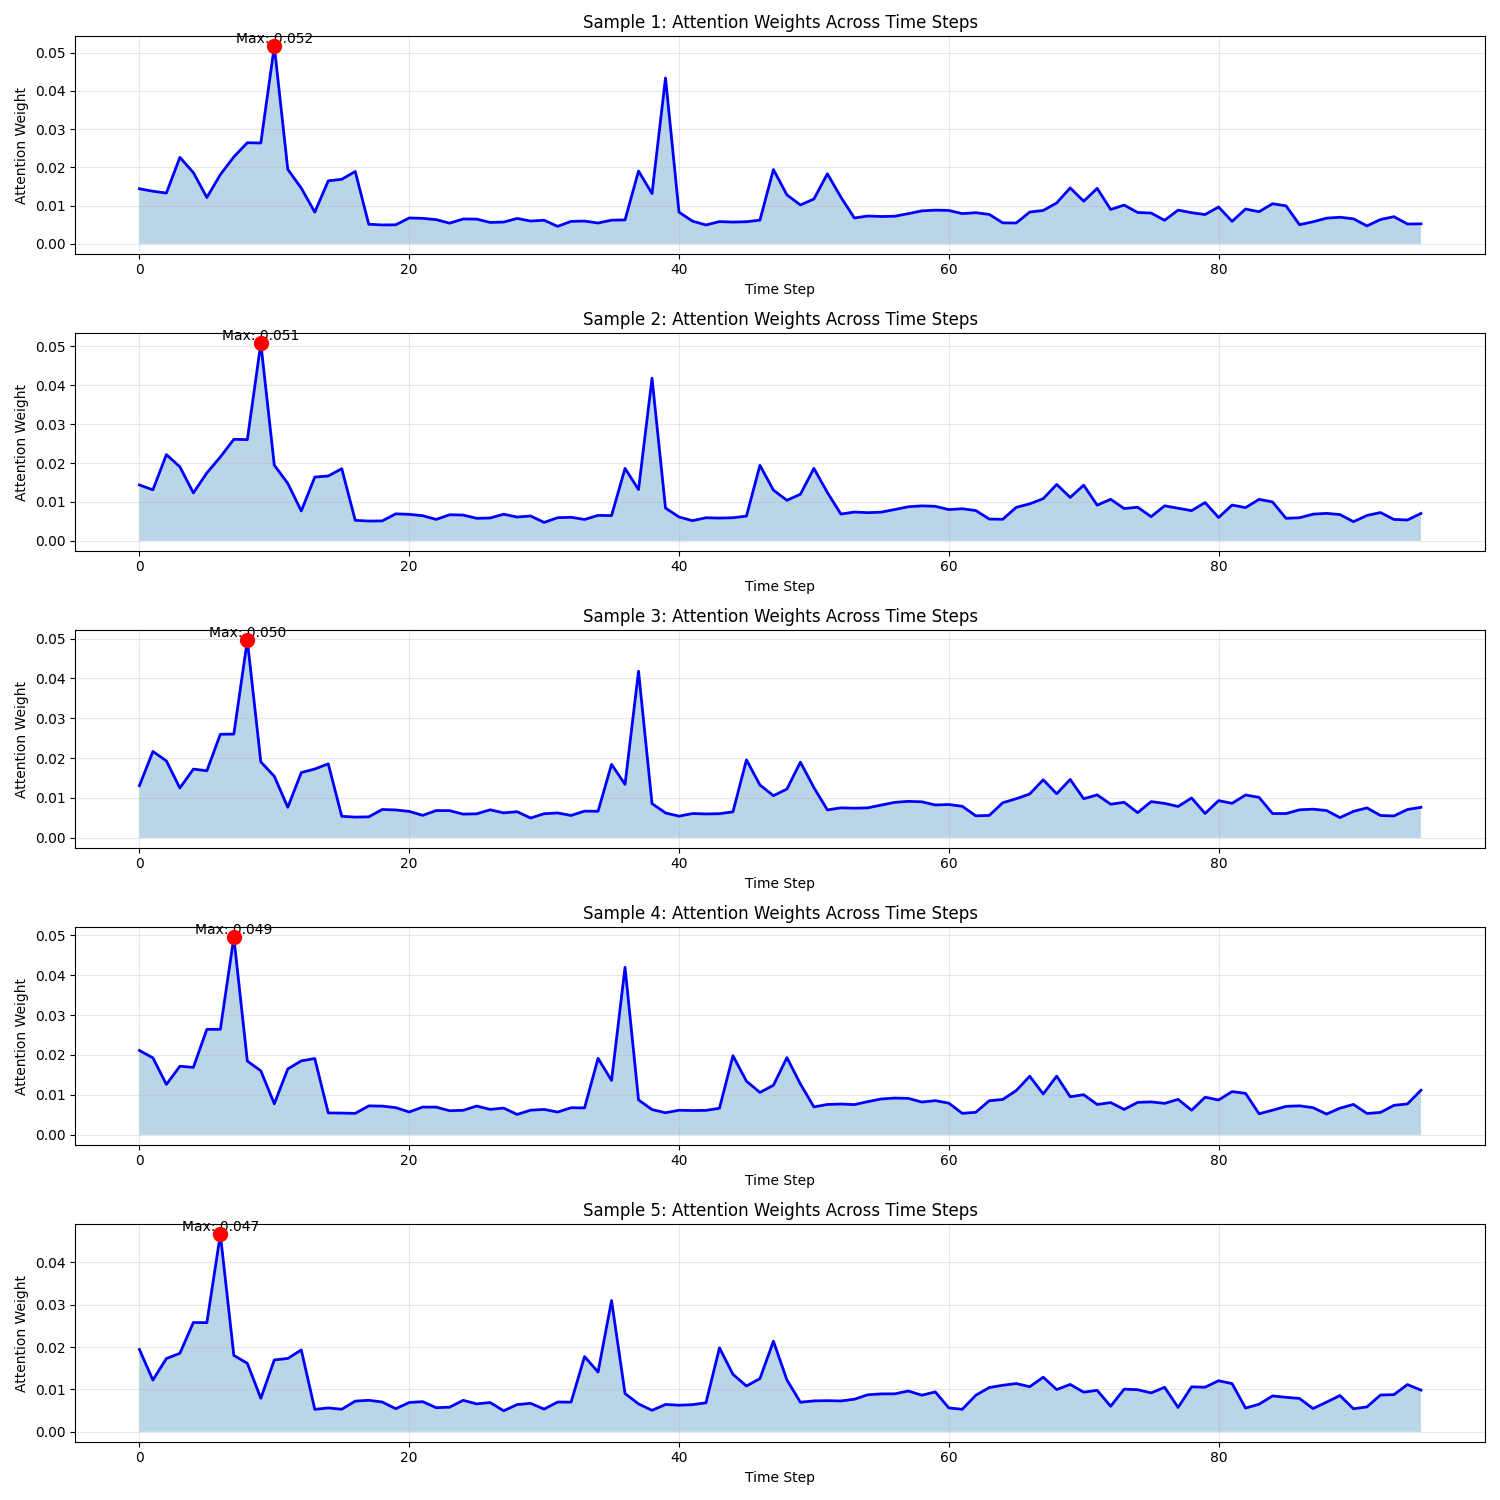 Sample 1: Attention Weights Across Time Steps
Max: 0.052
Attention Weight
0.05
0.04
0.03
0.02
0.01
0.00
0 20 40 60 80
Time Step
Sample 2: Attention Weights Across Time Steps
Max: 0.051
Attention Weight
0.05
0.04
0.03
0.02
0.01
0.00
0 20 40 60 80
Time Step
Sample 3: Attention Weights Across Time Steps
Max: 0.050
Attention Weight
0.05
0.04
0.03
0.02
0.01
0.00
0 20 40 60 80
Time Step
Sample 4: Attention Weights Across Time Steps
Max: 0.049
Attention Weight
0.05
0.04
0.03
0.02
0.01
0.00
0 20 40 60 80
Time Step
Sample 5: Attention Weights Across Time Steps
Max: 0.047
Attention Weight
0.04
0.03
0.02
0.01
0.00
0 20 40 60 80
Time Step